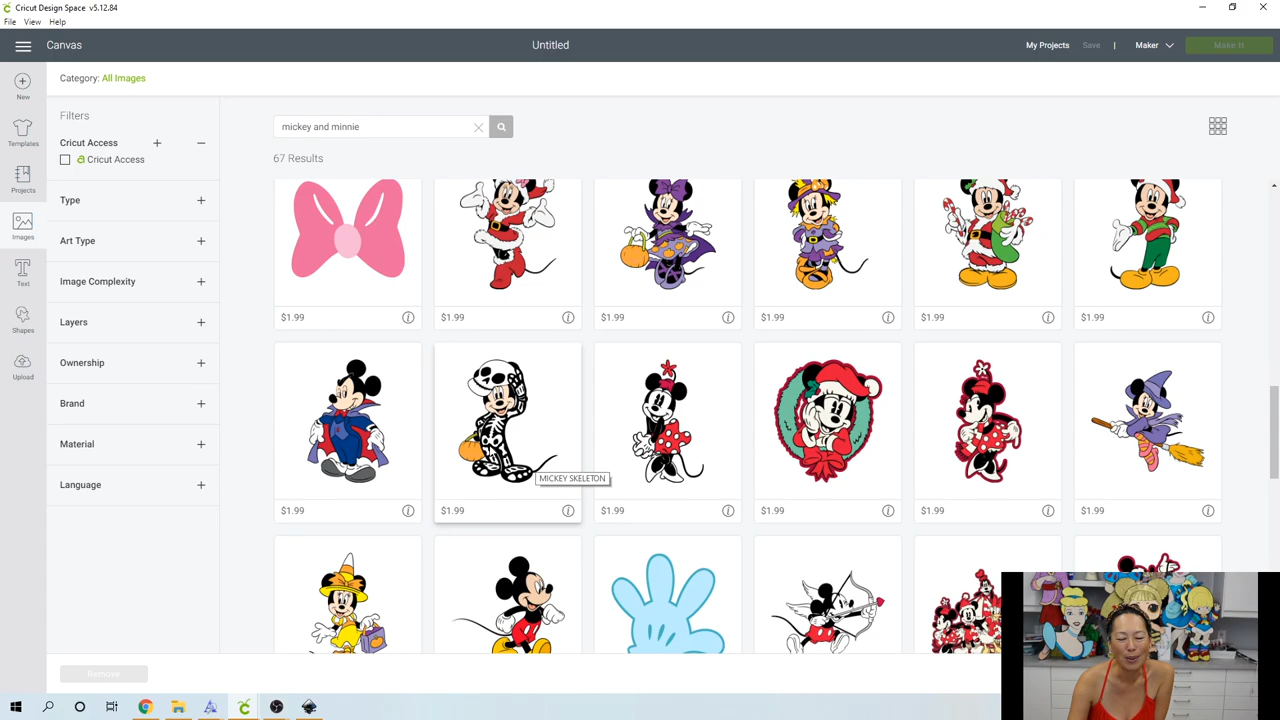 Cricut Design Space v5.12.84
File View Help
Canvas
Untitled
My Projects Save | Maker Make It
New
Templates
Projects
Images
Text
Shapes
Upload
Category: All Images
Filters
Cricut Access
Cricut Access
Type
Art Type
Image Complexity
Layers
Ownership
Brand
Material
Language
Remove
mickey and minnie
67 Results
$1.99 $1.99 $1.99 $1.99 $1.99 $1.99
MICKEY SKELETON
$1.99 $1.99 $1.99 $1.99 $1.99 $1.99